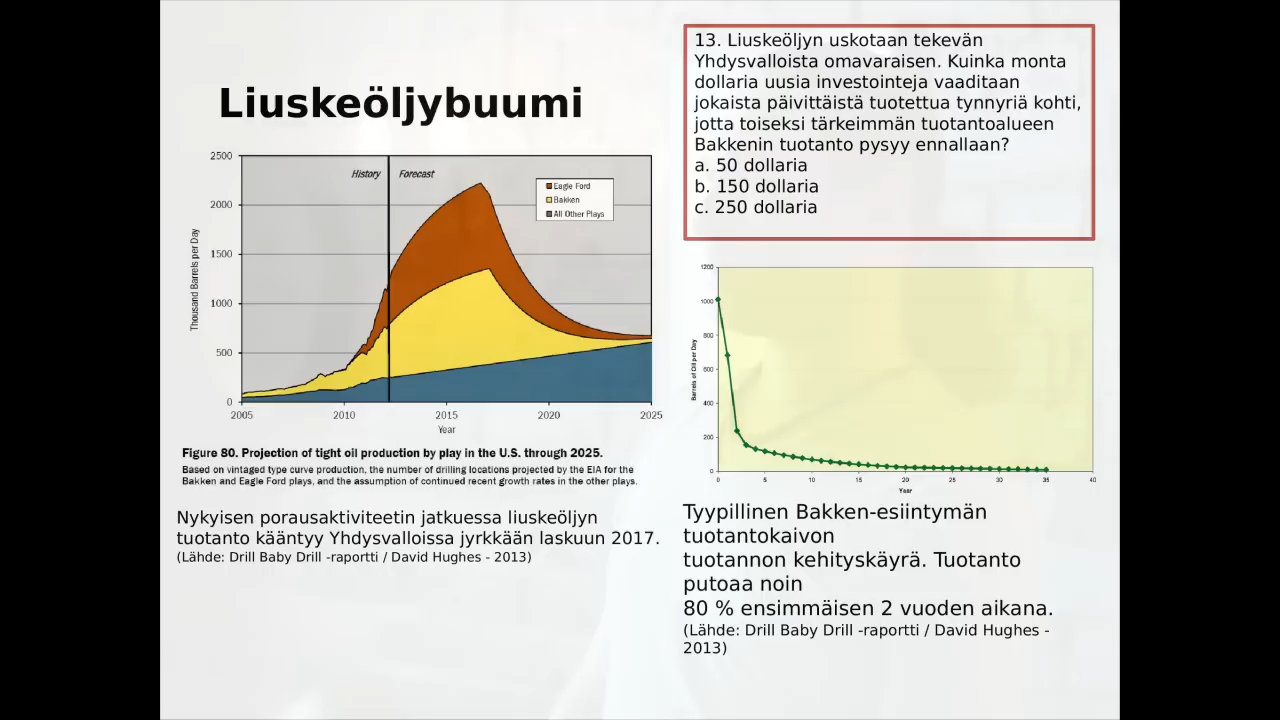 Liuskeöljybuumi
2500
2000
1500
1000
500
0
Thousand Barrels per Day
History
Forecast
Eagle Ford
Bakken
All Other Plays
2005
2010
2015
2020
2025
Year
Figure 80. Projection of tight oil production by play in the U.S. through 2025.
Based on vintaged type curve production, the number of drilling locations projected by the EIA for the
Bakken and Eagle Ford plays, and the assumption of continued recent growth rates in the other plays.
Nykyisen porausaktiviteetin jatkuessa liuskeöljyn
tuotanto kääntyy Yhdysvalloissa jyrkkään laskuun 2017.
(Lähde: Drill Baby Drill -raportti / David Hughes - 2013)
13. Liuskeöljyn uskotaan tekevän
Yhdysvalloista omavaraisen. Kuinka monta
dollaria uusia investointeja vaaditaan
jokaista päivittäistä tuotettua tynnyriä kohti,
jotta toiseksi tärkeimmän tuotantoalueen
Bakkenin tuotanto pysyy ennallaan?
a. 50 dollaria
b. 150 dollaria
c. 250 dollaria
1200
1000
800
600
400
200
0
Barrels of Oil per Day
0
5
10
15
20
25
30
35
40
Year
Tyypillinen Bakken-esiintymän
tuotantokaivon
tuotannon kehityskäyrä. Tuotanto
putoaa noin
80 % ensimmäisen 2 vuoden aikana.
(Lähde: Drill Baby Drill -raportti / David Hughes -
2013)